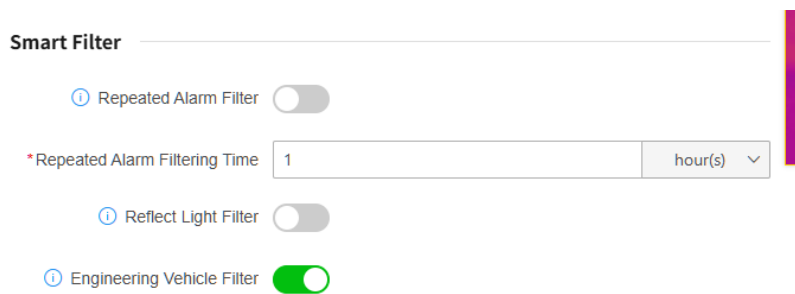 Smart Filter
Repeated Alarm Filter
*Repeated Alarm Filtering Time 1 hour(s)
Reflect Light Filter
Engineering Vehicle Filter